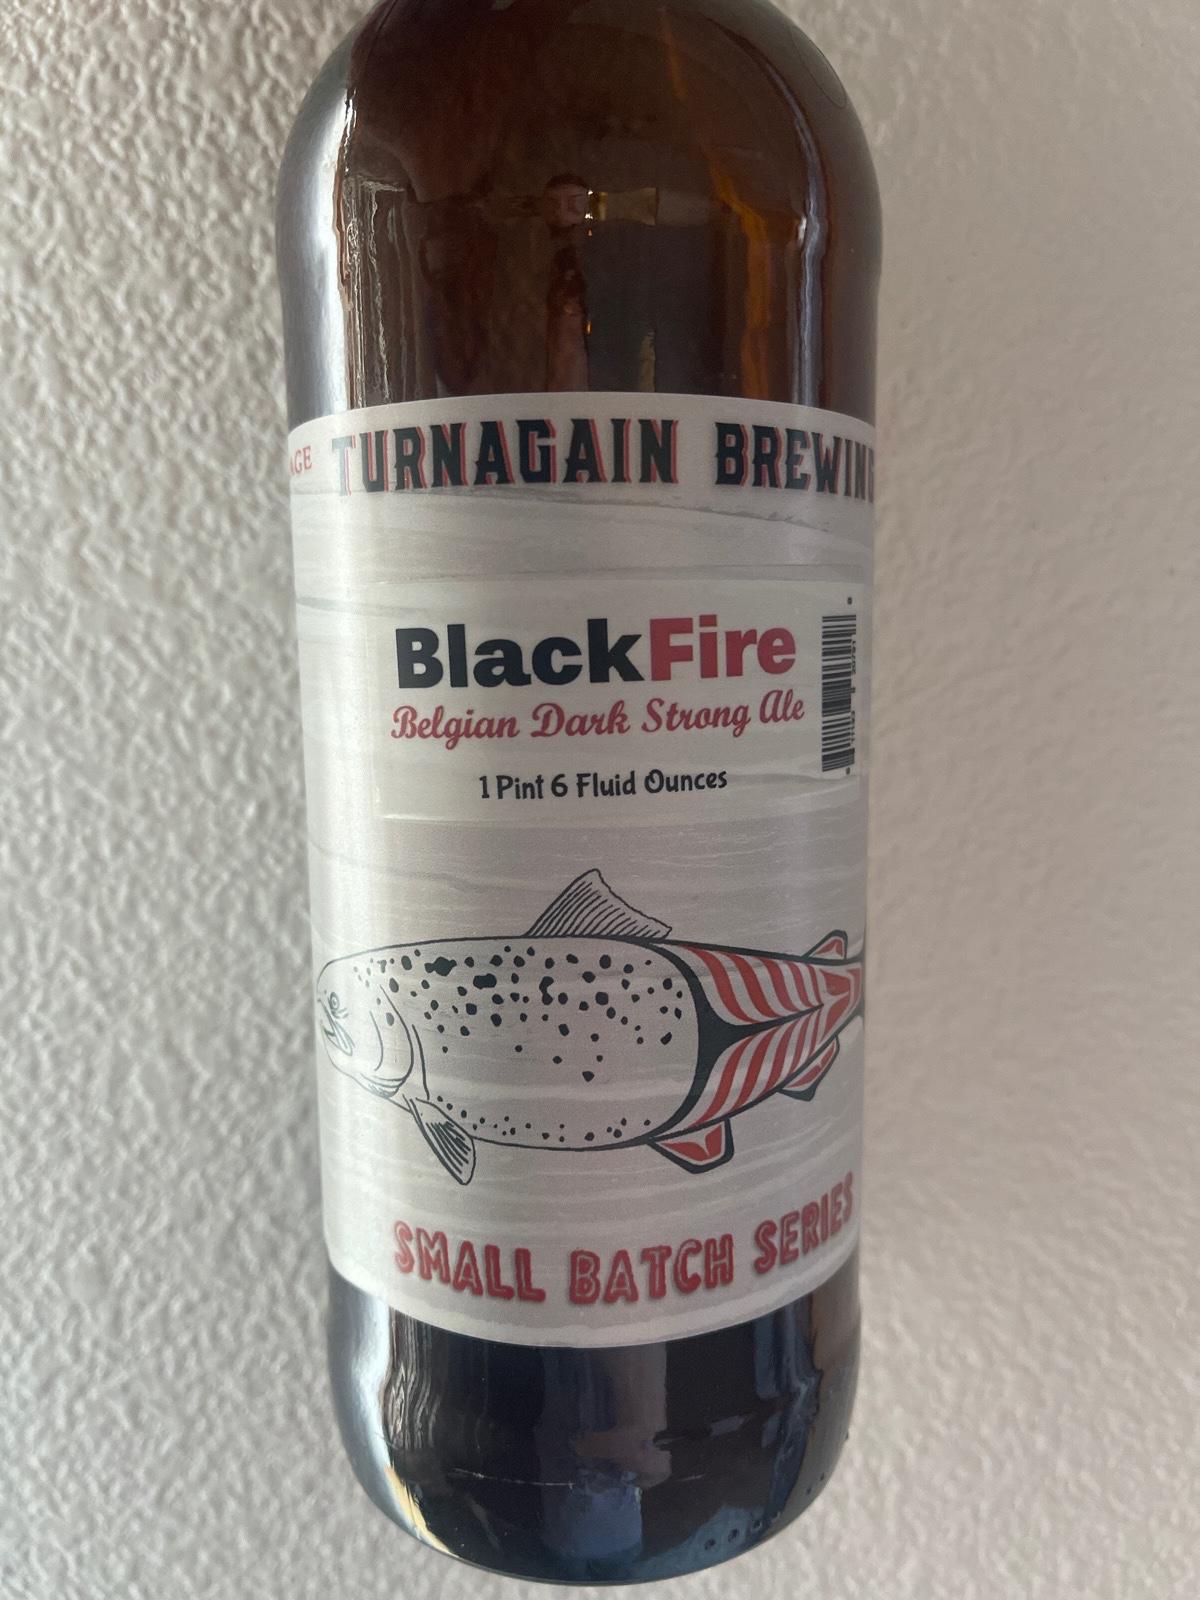 TURNAGAIN BREWING
BlackFire
Belgian Dark Strong Ale
1 Pint 6 Fluid Ounces
SMALL BATCH SERIES